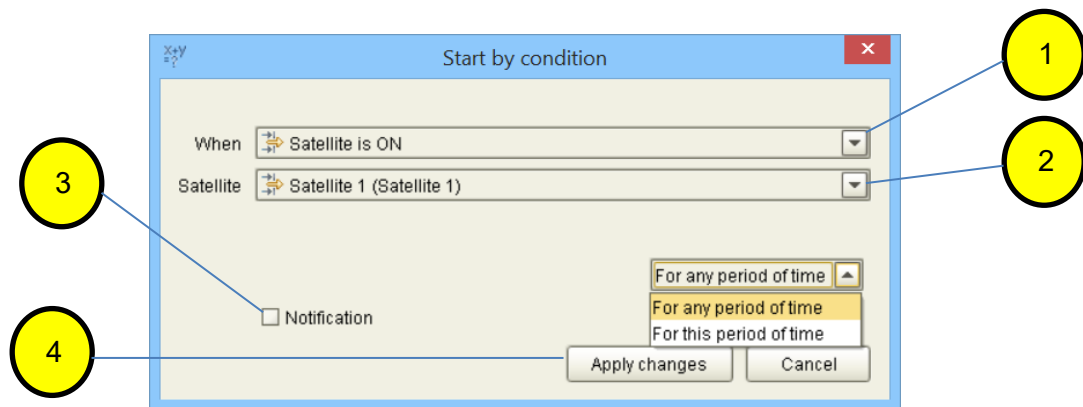 x+y
=?
Start by condition
x
1
When
Satellite is ON
2
Satellite
Satellite 1 (Satellite 1)
3
For any period of time
For any period of time
Notification
For this period of time
4
Apply changes
Cancel